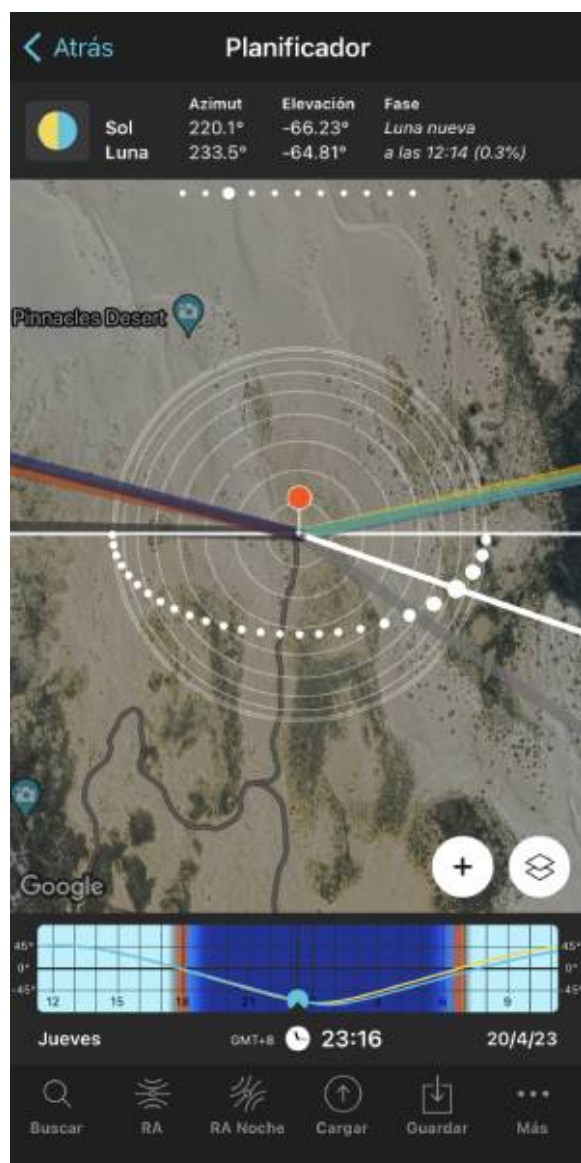 Atrás
Planificador
Azimut Elevación Fase
Sol 220.1° -66.23° Luna nueva
Luna 233.5° -64.81° a las 12:14 (0.3%)
Pinnacles Desert
Google
45° 45°
0° 0°
-45° -45°
12 15 18 21 3 6 9
Jueves GMT+8 23:16 20/4/23
Buscar RA RA Noche Cargar Guardar Más